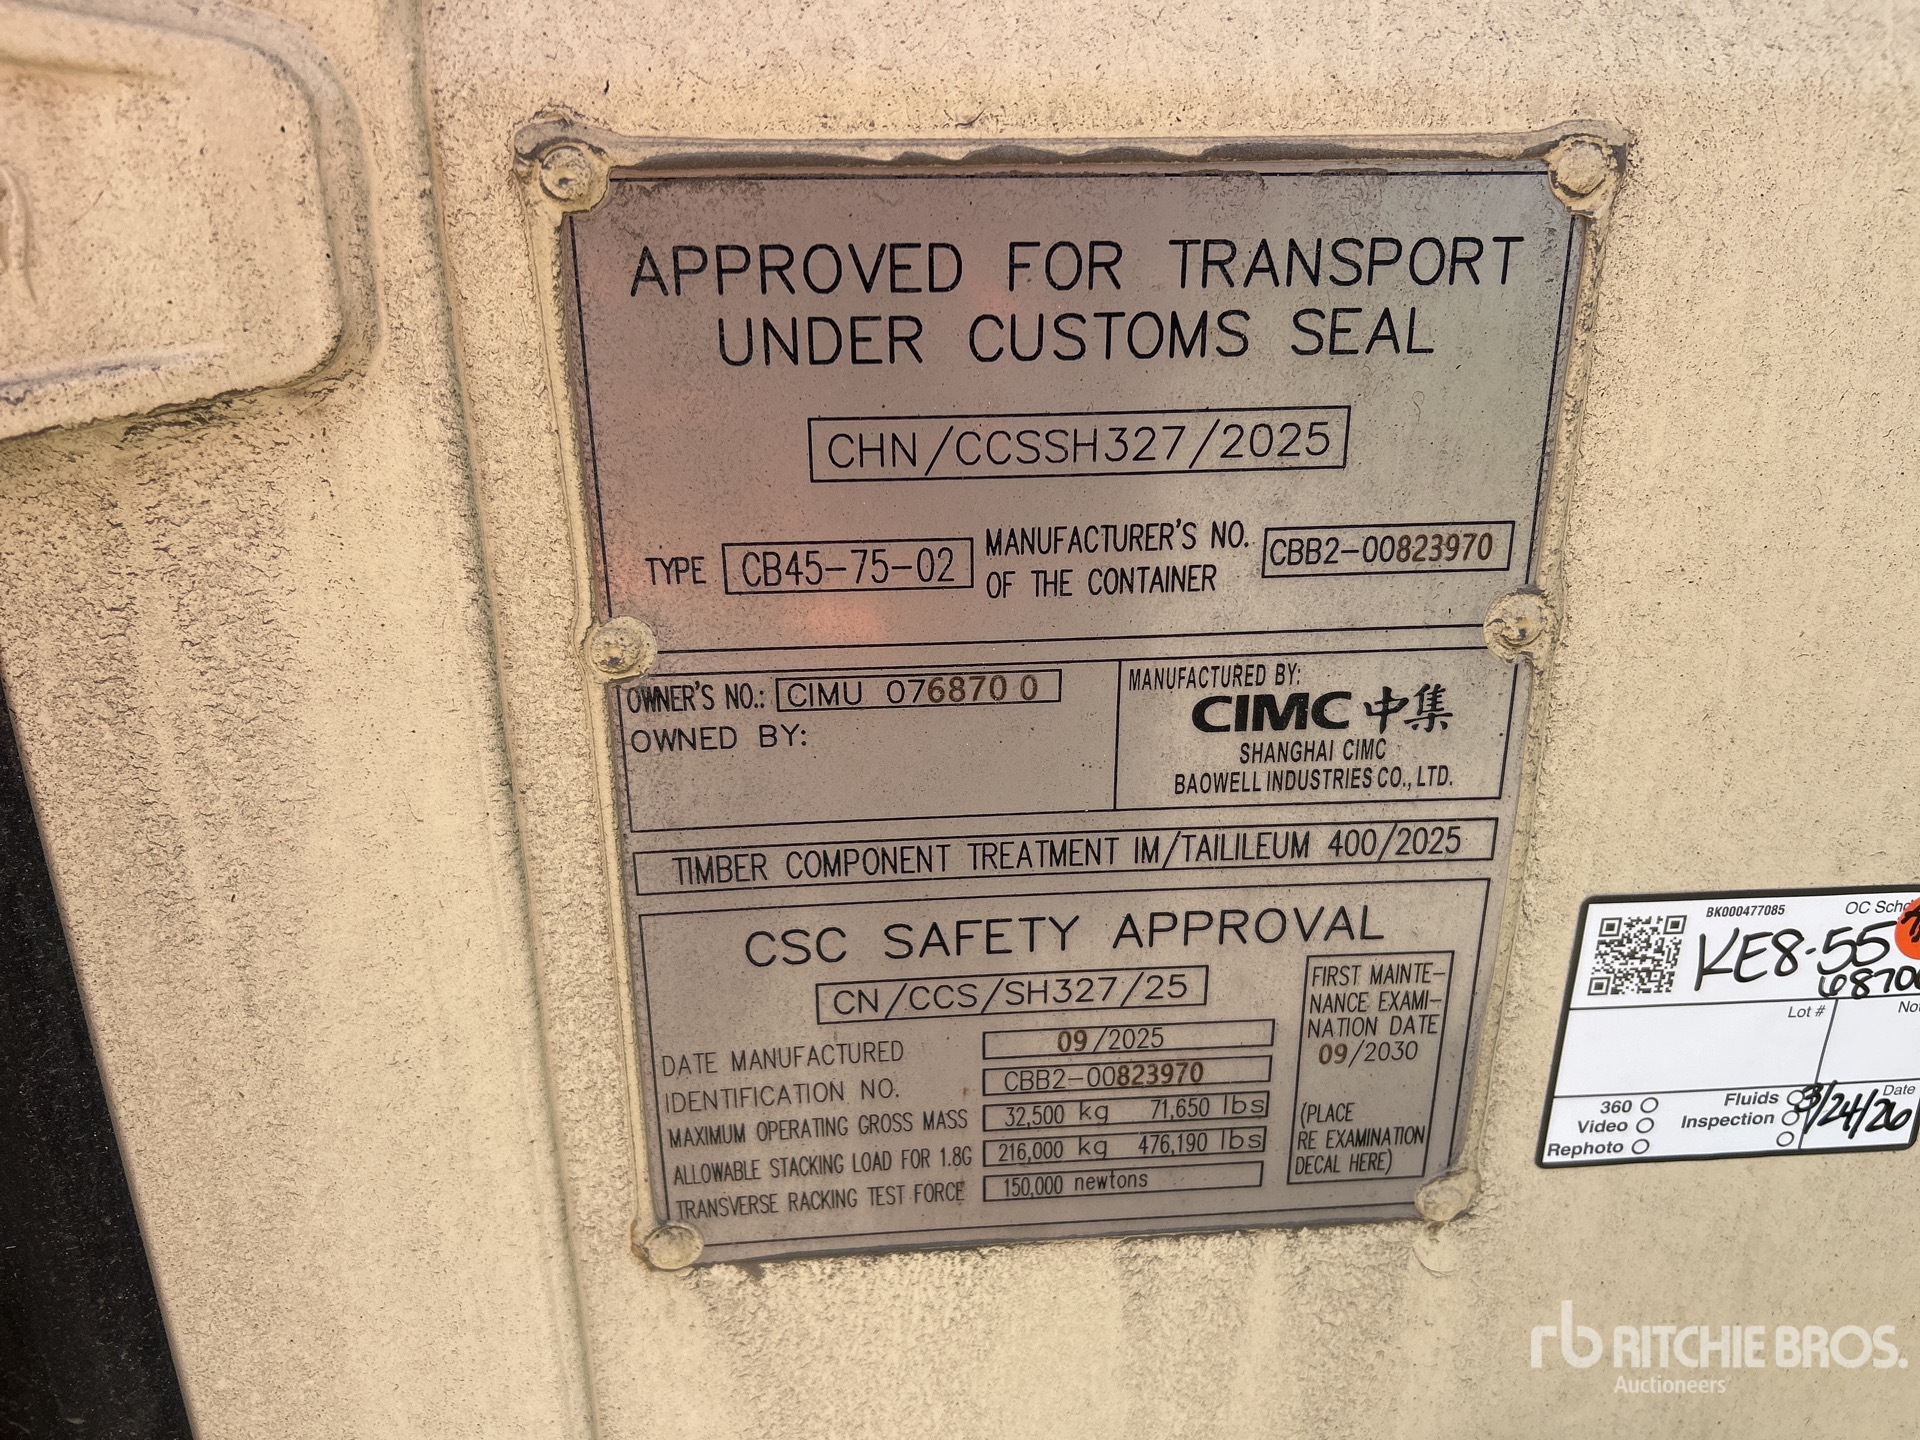 APPROVED FOR TRANSPORT
UNDER CUSTOMS SEAL
CHN/CCSSH327/2025
TYPE CB45-75-02
MANUFACTURER'S NO.
OF THE CONTAINER
CBB2-00823970
OWNER'S NO.: CIMU 076870 0
OWNED BY:
MANUFACTURED BY:
CIMC 中集
SHANGHAI CIMC
BAOWELL INDUSTRIES CO., LTD.
TIMBER COMPONENT TREATMENT IM/TAILILEUM 400/2025
CSC SAFETY APPROVAL
CN/CCS/SH327/25
DATE MANUFACTURED 09/2025
IDENTIFICATION NO. CBB2-00823970
MAXIMUM OPERATING GROSS MASS 32,500 kg 71,650 lbs
ALLOWABLE STACKING LOAD FOR 1.8G 216,000 kg 476,190 lbs
TRANSVERSE RACKING TEST FORCE 150,000 newtons
FIRST MAINTE-
NANCE EXAMI-
NATION DATE
09/2030
(PLACE
RE EXAMINATION
DECAL HERE)
BK000477085 OC
KE8-55
Lot #
360 Fluids Date
Video Inspection
Rephoto
3/24/26
rb RITCHIE BROS.
Auctioneers